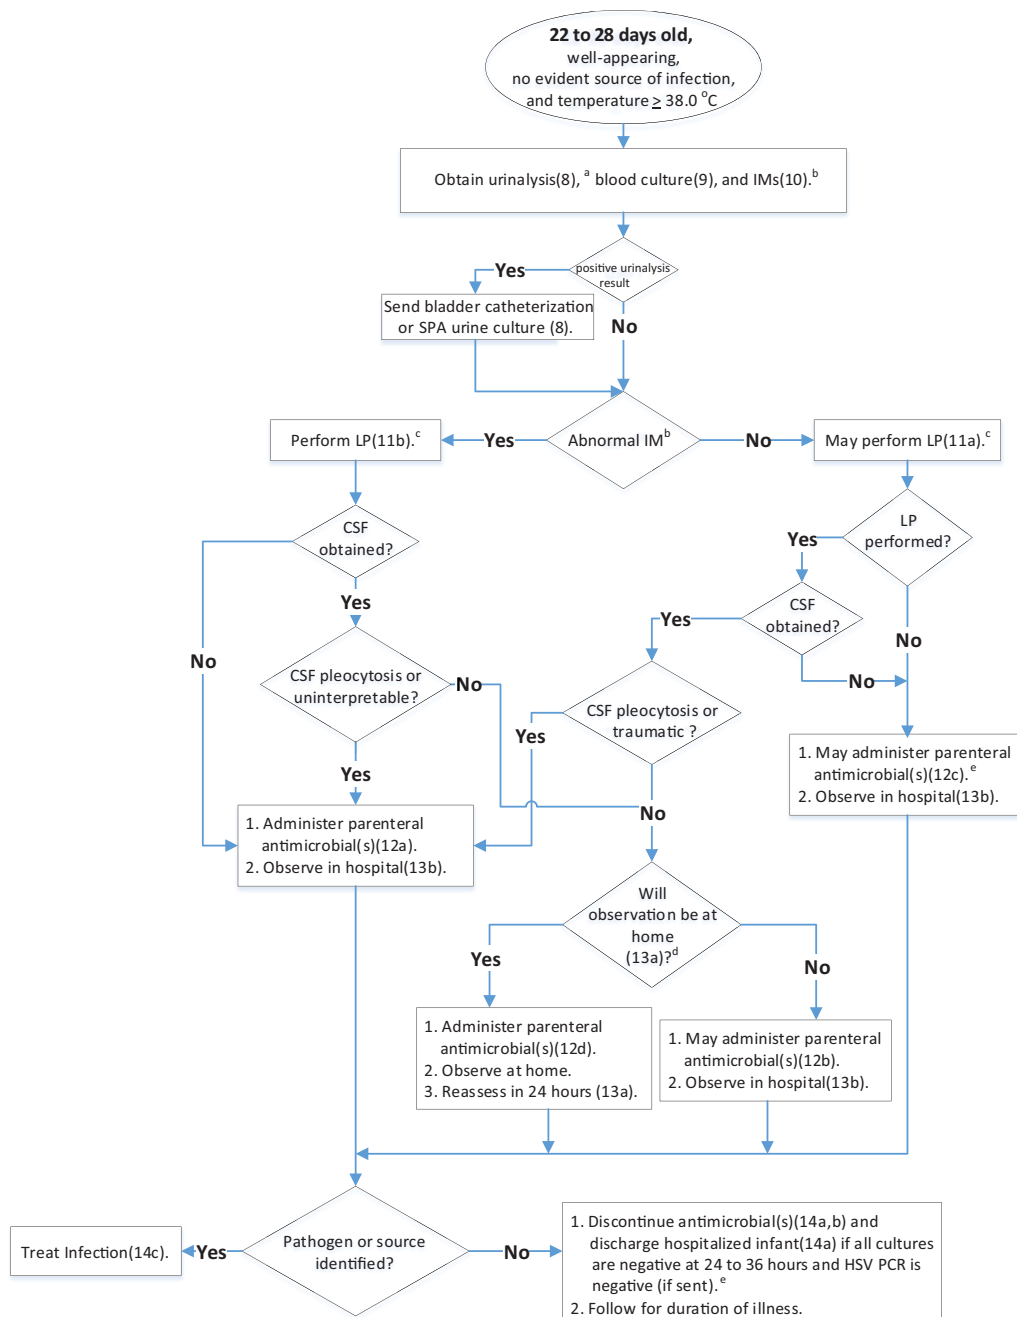 22 to 28 days old,
well-appearing,
no evident source of infection,
and temperature ≥ 38.0 °C
Obtain urinalysis(8), a blood culture(9), and IMs(10).b
positive urinalysis
result
Yes
No
Send bladder catheterization
or SPA urine culture (8).
Abnormal IMb
Yes
No
Perform LP(11b).c
May perform LP(11a).c
CSF
obtained?
LP
performed?
Yes
Yes
No
CSF
obtained?
Yes
No
No
CSF pleocytosis or
uninterpretable?
No
Yes
CSF pleocytosis or
traumatic ?
Yes
No
1. May administer parenteral
antimicrobial(s)(12c).e
2. Observe in hospital(13b).
1. Administer parenteral
antimicrobial(s)(12a).
2. Observe in hospital(13b).
Will
observation be at
home
(13a)?d
Yes
No
1. Administer parenteral
antimicrobial(s)(12d).
2. Observe at home.
3. Reassess in 24 hours (13a).
1. May administer parenteral
antimicrobial(s)(12b).
2. Observe in hospital(13b).
Pathogen or source
identified?
Yes
No
Treat Infection(14c).
1. Discontinue antimicrobial(s)(14a,b) and
discharge hospitalized infant(14a) if all cultures
are negative at 24 to 36 hours and HSV PCR is
negative (if sent).e
2. Follow for duration of illness.